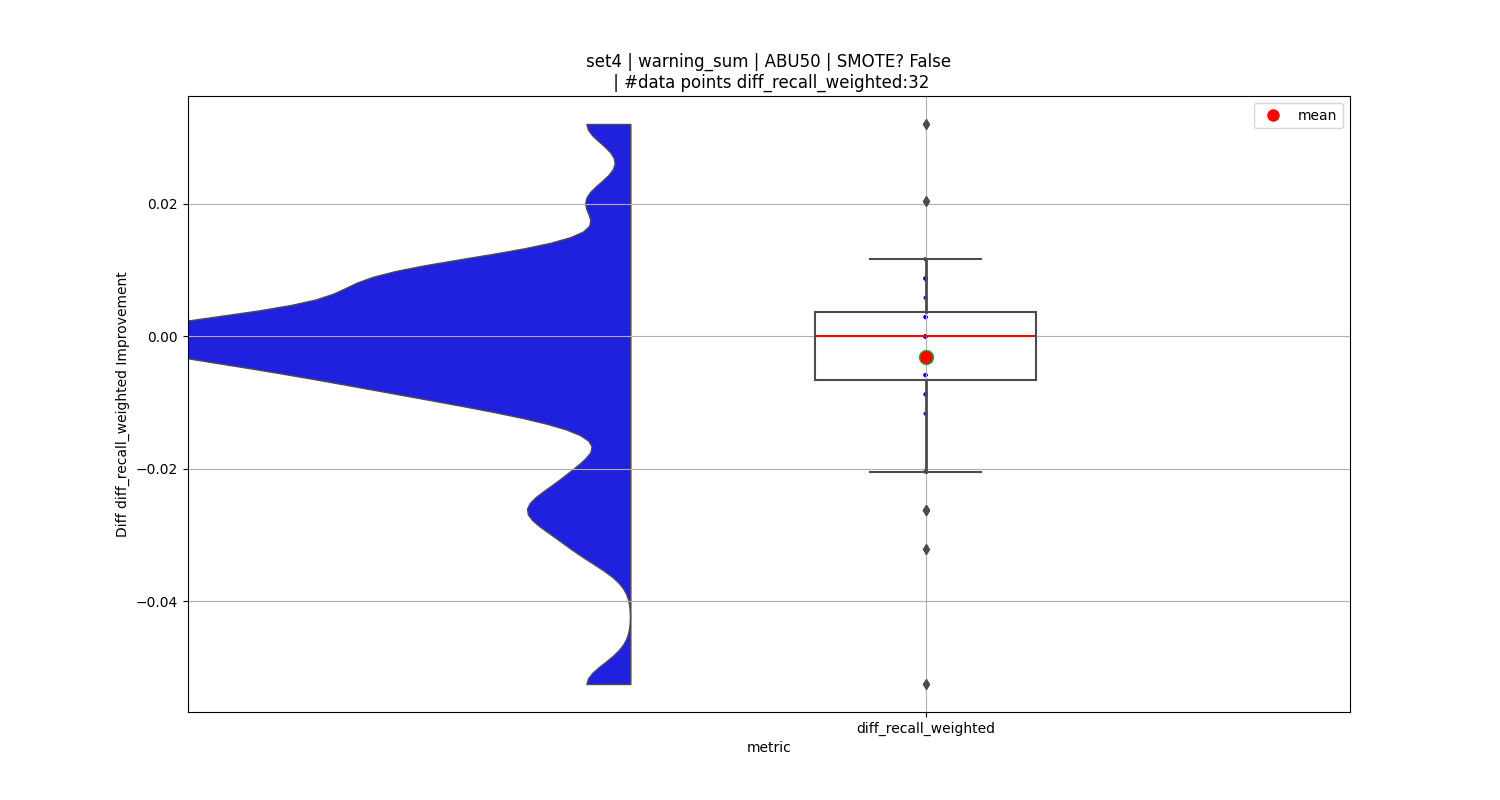 set4 | warning_sum | ABU50 | SMOTE? False
| #data points diff_recall_weighted:32
mean
0.02
0.00
−0.02
−0.04
Diff diff_recall_weighted Improvement
diff_recall_weighted
metric